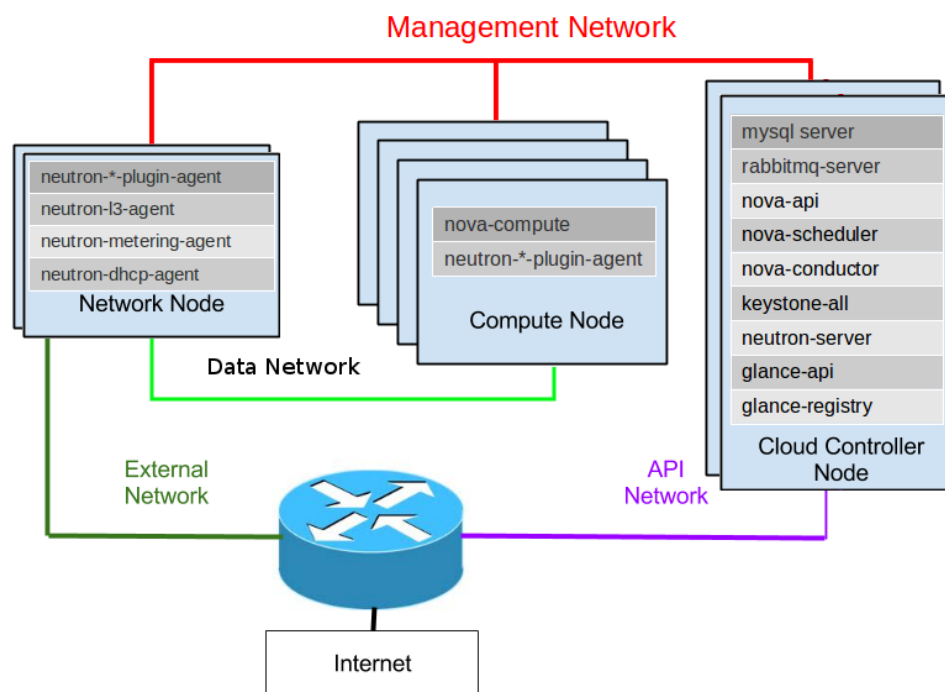 Management Network
neutron-*-plugin-agent
neutron-l3-agent
neutron-metering-agent
neutron-dhcp-agent
Network Node
nova-compute
neutron-*-plugin-agent
Compute Node
mysql server
rabbitmq-server
nova-api
nova-scheduler
nova-conductor
keystone-all
neutron-server
glance-api
glance-registry
Cloud Controller
Node
Data Network
External
Network
API
Network
Internet